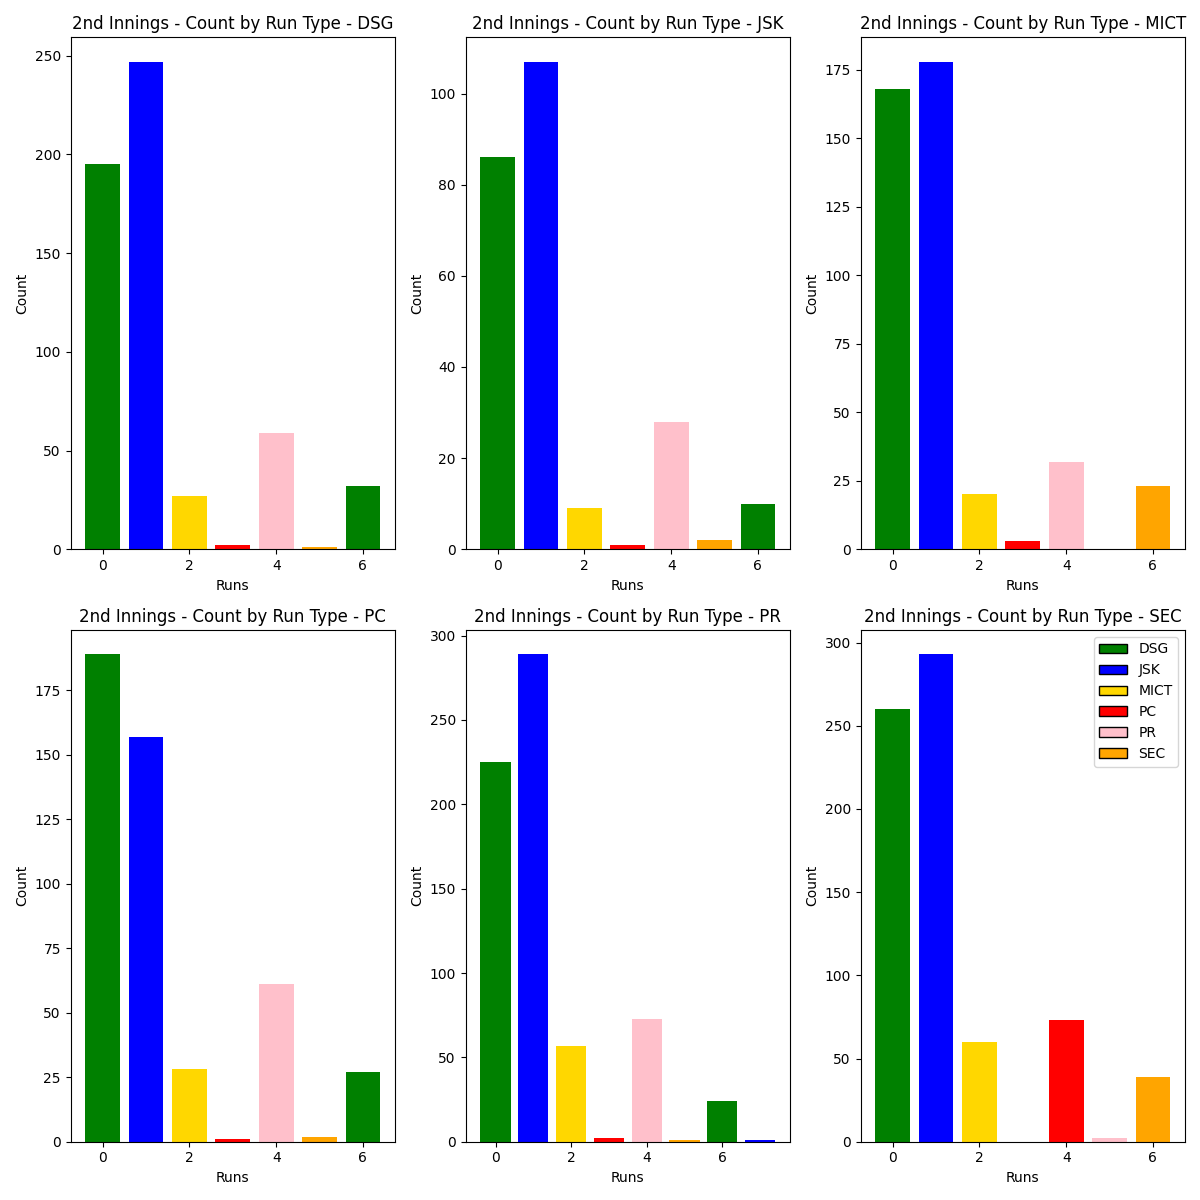 2nd Innings - Count by Run Type - DSG
250
200
150
100
50
0
Count
0 2 4 6
Runs
2nd Innings - Count by Run Type - JSK
100
80
60
40
20
0
Count
0 2 4 6
Runs
2nd Innings - Count by Run Type - MICT
175
150
125
100
75
50
25
0
Count
0 2 4 6
Runs
2nd Innings - Count by Run Type - PC
175
150
125
100
75
50
25
0
Count
0 2 4 6
Runs
2nd Innings - Count by Run Type - PR
300
250
200
150
100
50
0
Count
0 2 4 6
Runs
2nd Innings - Count by Run Type - SEC
300
250
200
150
100
50
0
Count
0 2 4 6
Runs
DSG
JSK
MICT
PC
PR
SEC